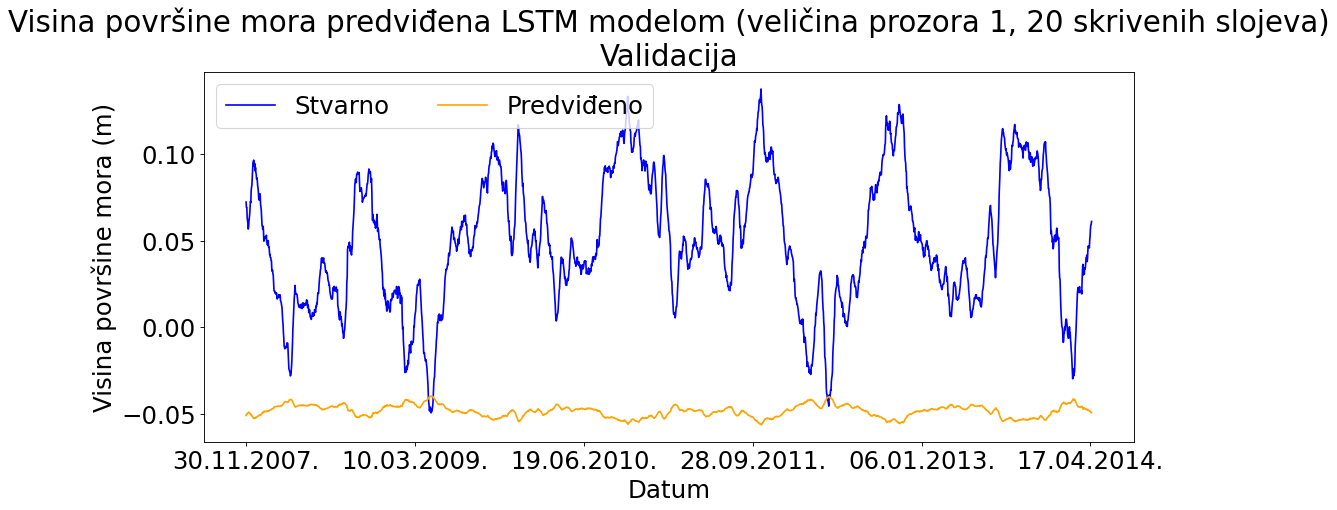 Visina površine mora predviđena LSTM modelom (veličina prozora 1, 20 skrivenih slojeva)
Validacija
Stvarno Predviđeno
Visina površine mora (m)
0.10
0.05
0.00
−0.05
30.11.2007. 10.03.2009. 19.06.2010. 28.09.2011. 06.01.2013. 17.04.2014.
Datum